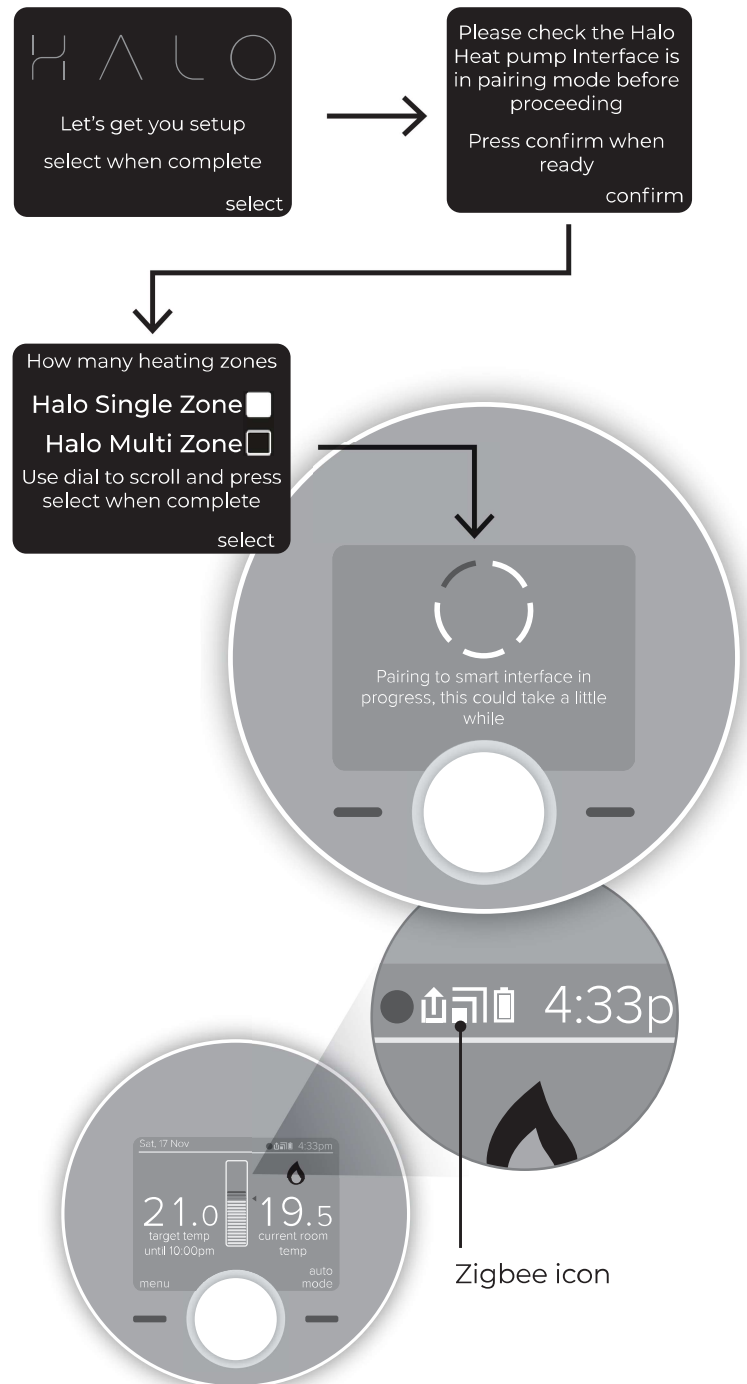 HALO
Let's get you setup
select when complete
select
Please check the Halo
Heat pump Interface is
in pairing mode before
proceeding
Press confirm when
ready
confirm
How many heating zones
Halo Single Zone
Halo Multi Zone
Use dial to scroll and press
select when complete
select
Pairing to smart interface in
progress, this could take a little
while
4:33p
Sat, 17 Nov
4:33pm
21.0
target temp
until 10:00pm
19.5
current room
temp
menu
auto
mode
Zigbee icon